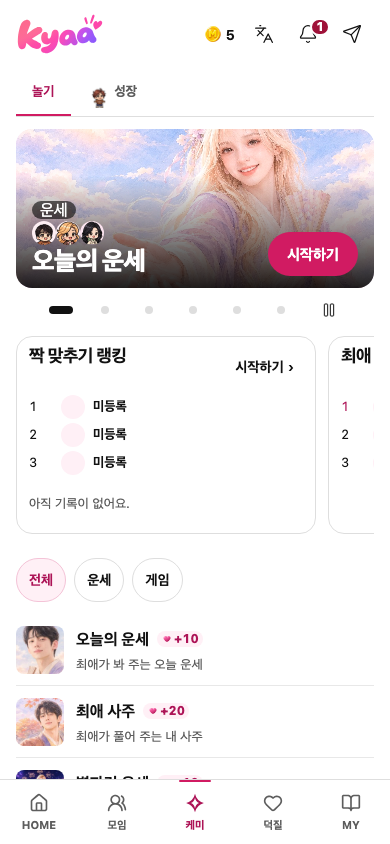 Kyaa
5
1
놀기
성장
운세
오늘의 운세
시작하기
짝 맞추기 랭킹
시작하기 ›
1 미등록
2 미등록
3 미등록
아직 기록이 없어요.
최애
1
2
3
전체
운세
게임
오늘의 운세 +10
최애가 봐 주는 오늘 운세
최애 사주 +20
최애가 풀어 주는 내 사주
HOME
모임
케미
덕질
MY